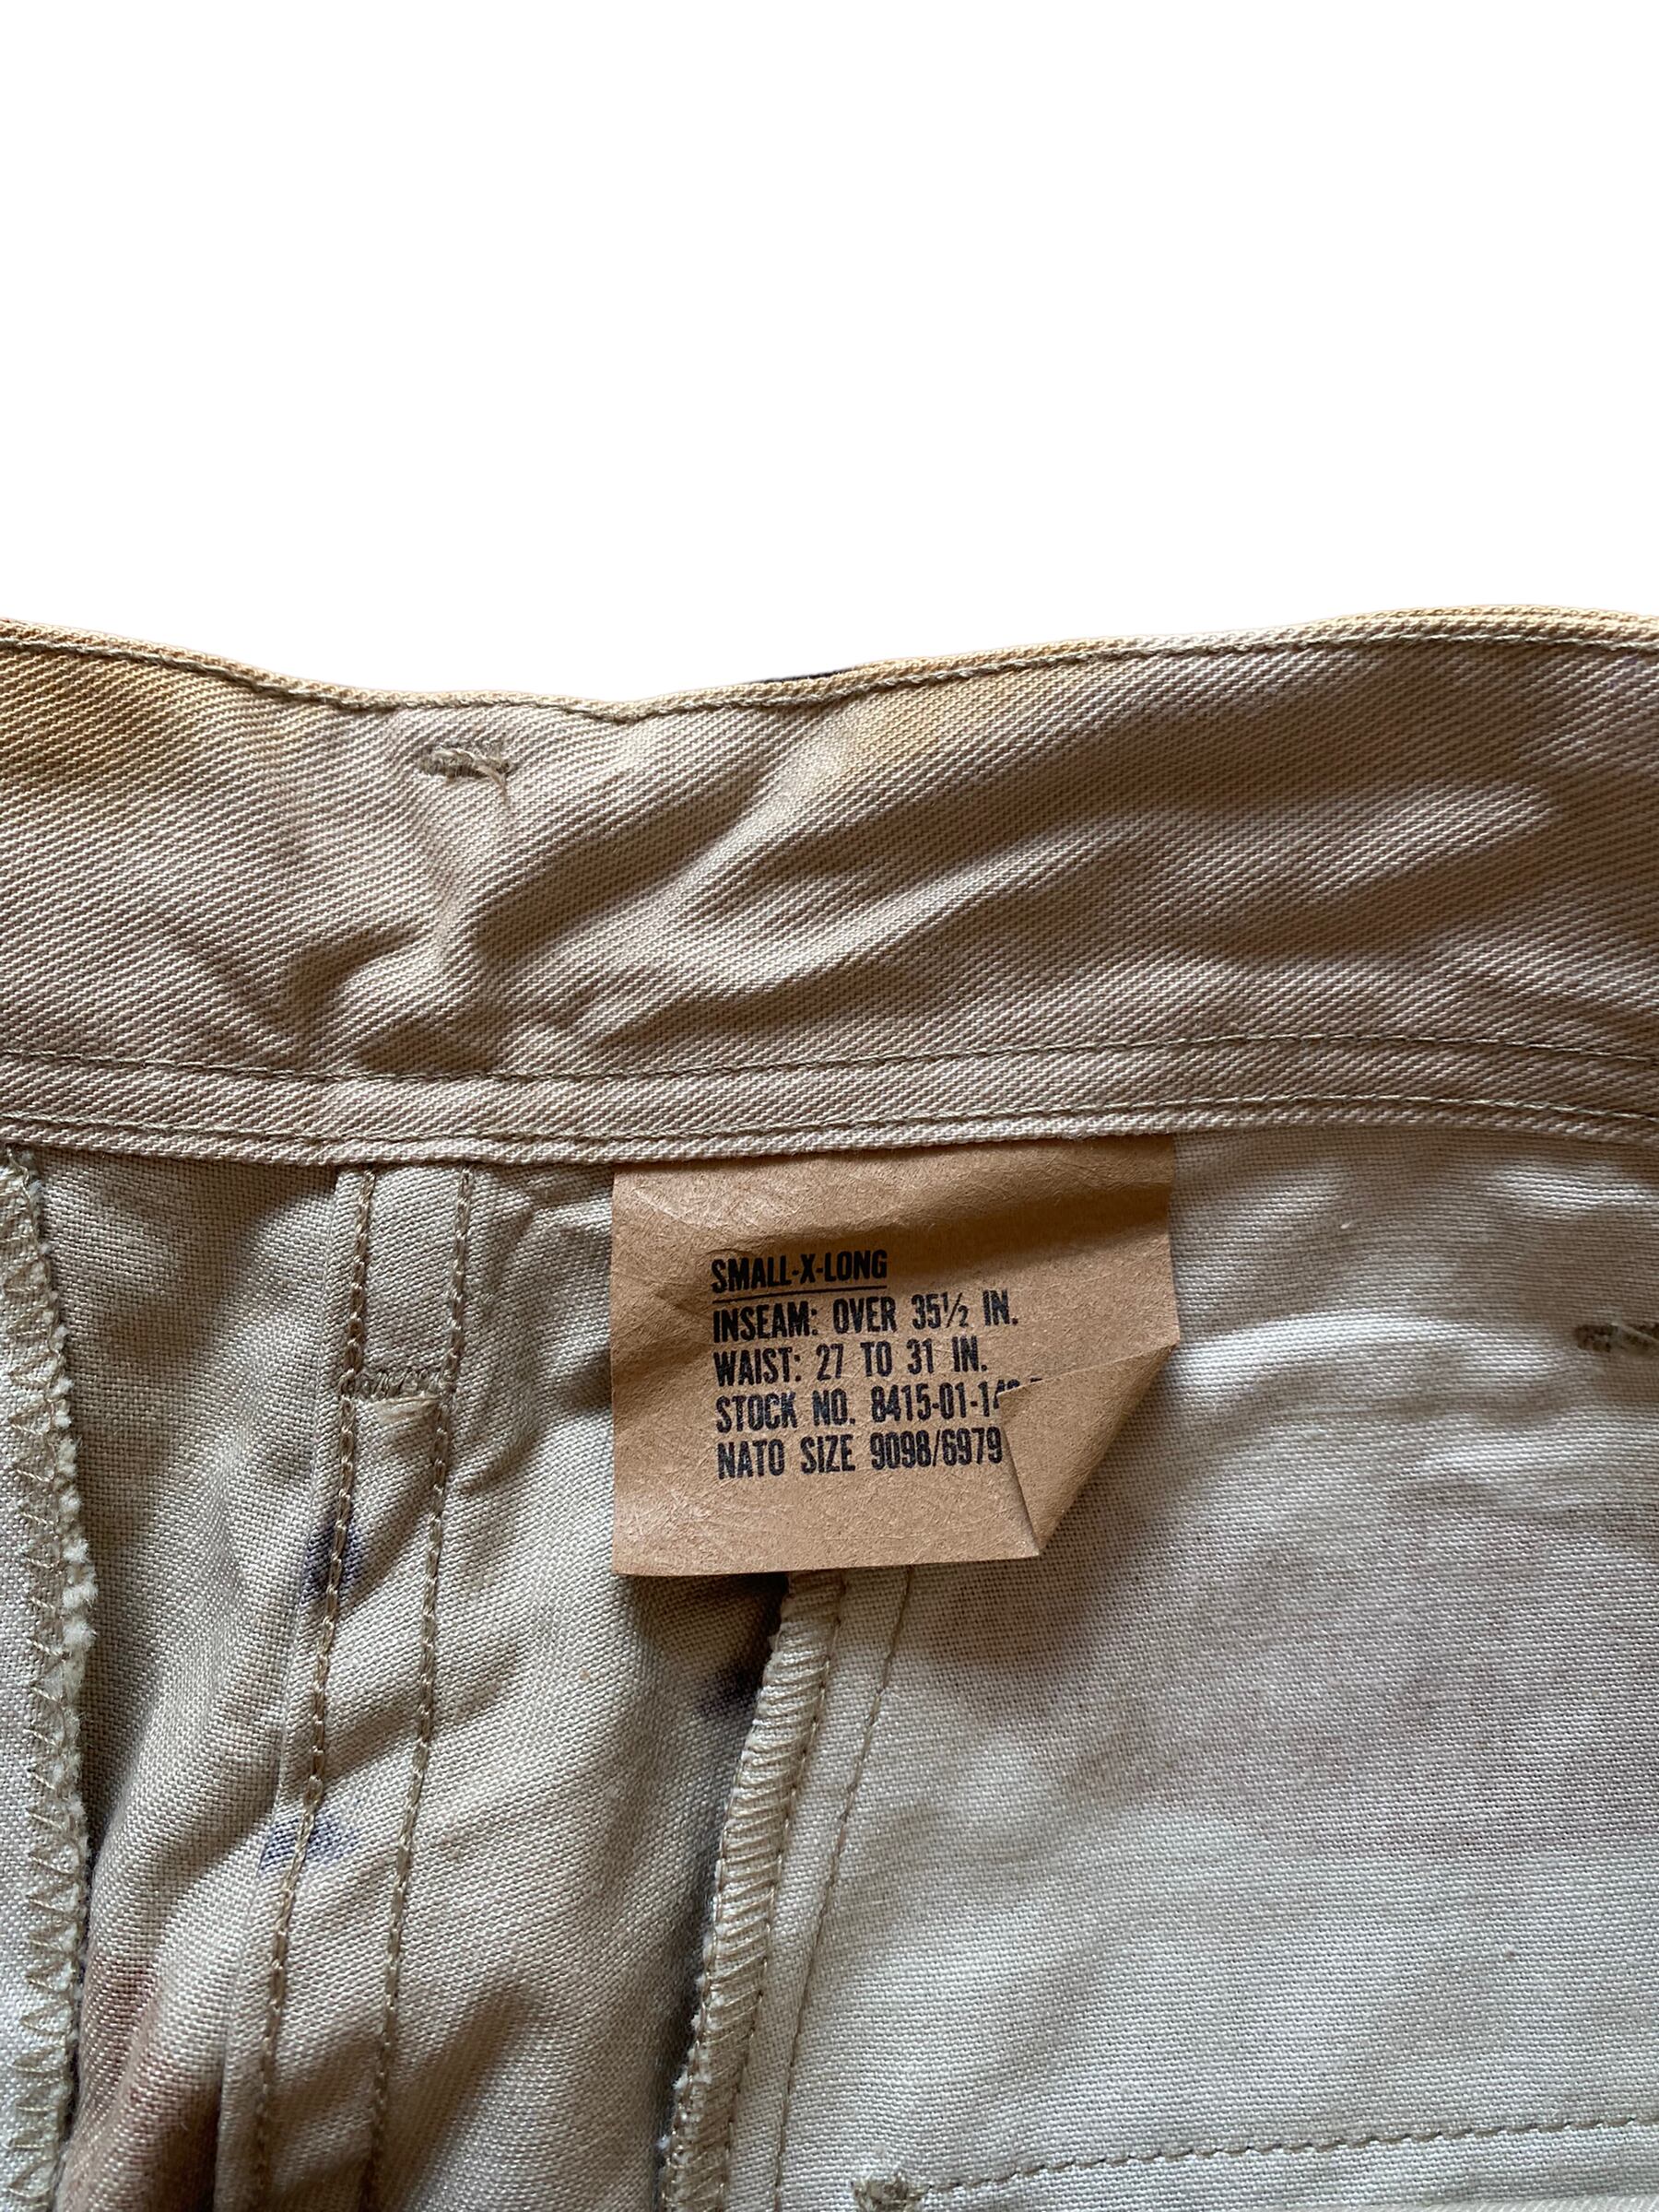 SMALL-X-LONG
INSEAM: OVER 35½ IN.
WAIST: 27 TO 31 IN.
STOCK NO. 8415-01-14
NATO SIZE 9098/6979